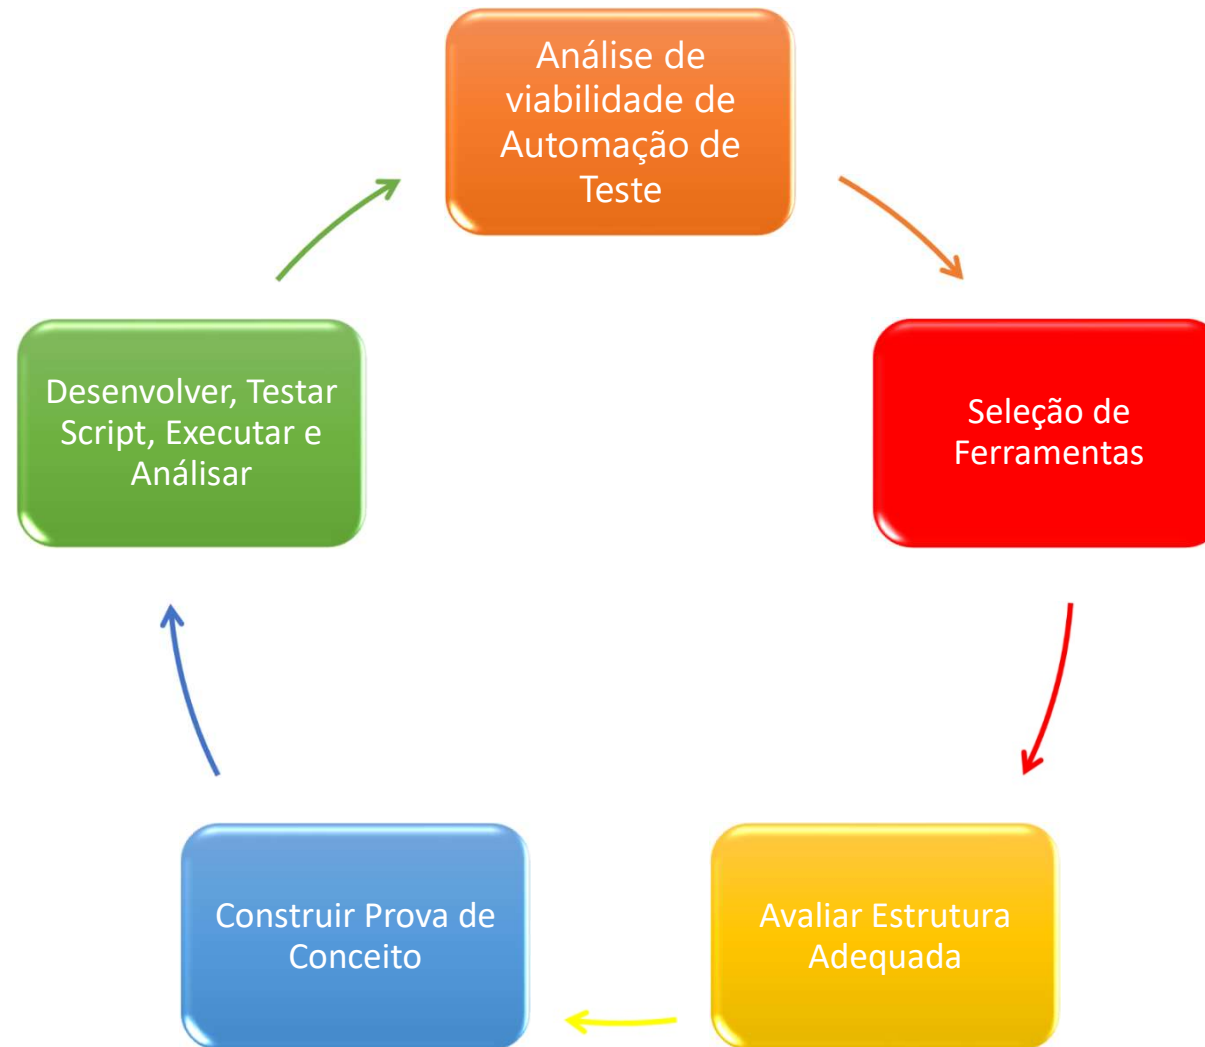 Análise de
viabilidade de
Automação de
Teste
Seleção de
Ferramentas
Avaliar Estrutura
Adequada
Construir Prova de
Conceito
Desenvolver, Testar
Script, Executar e
Análisar